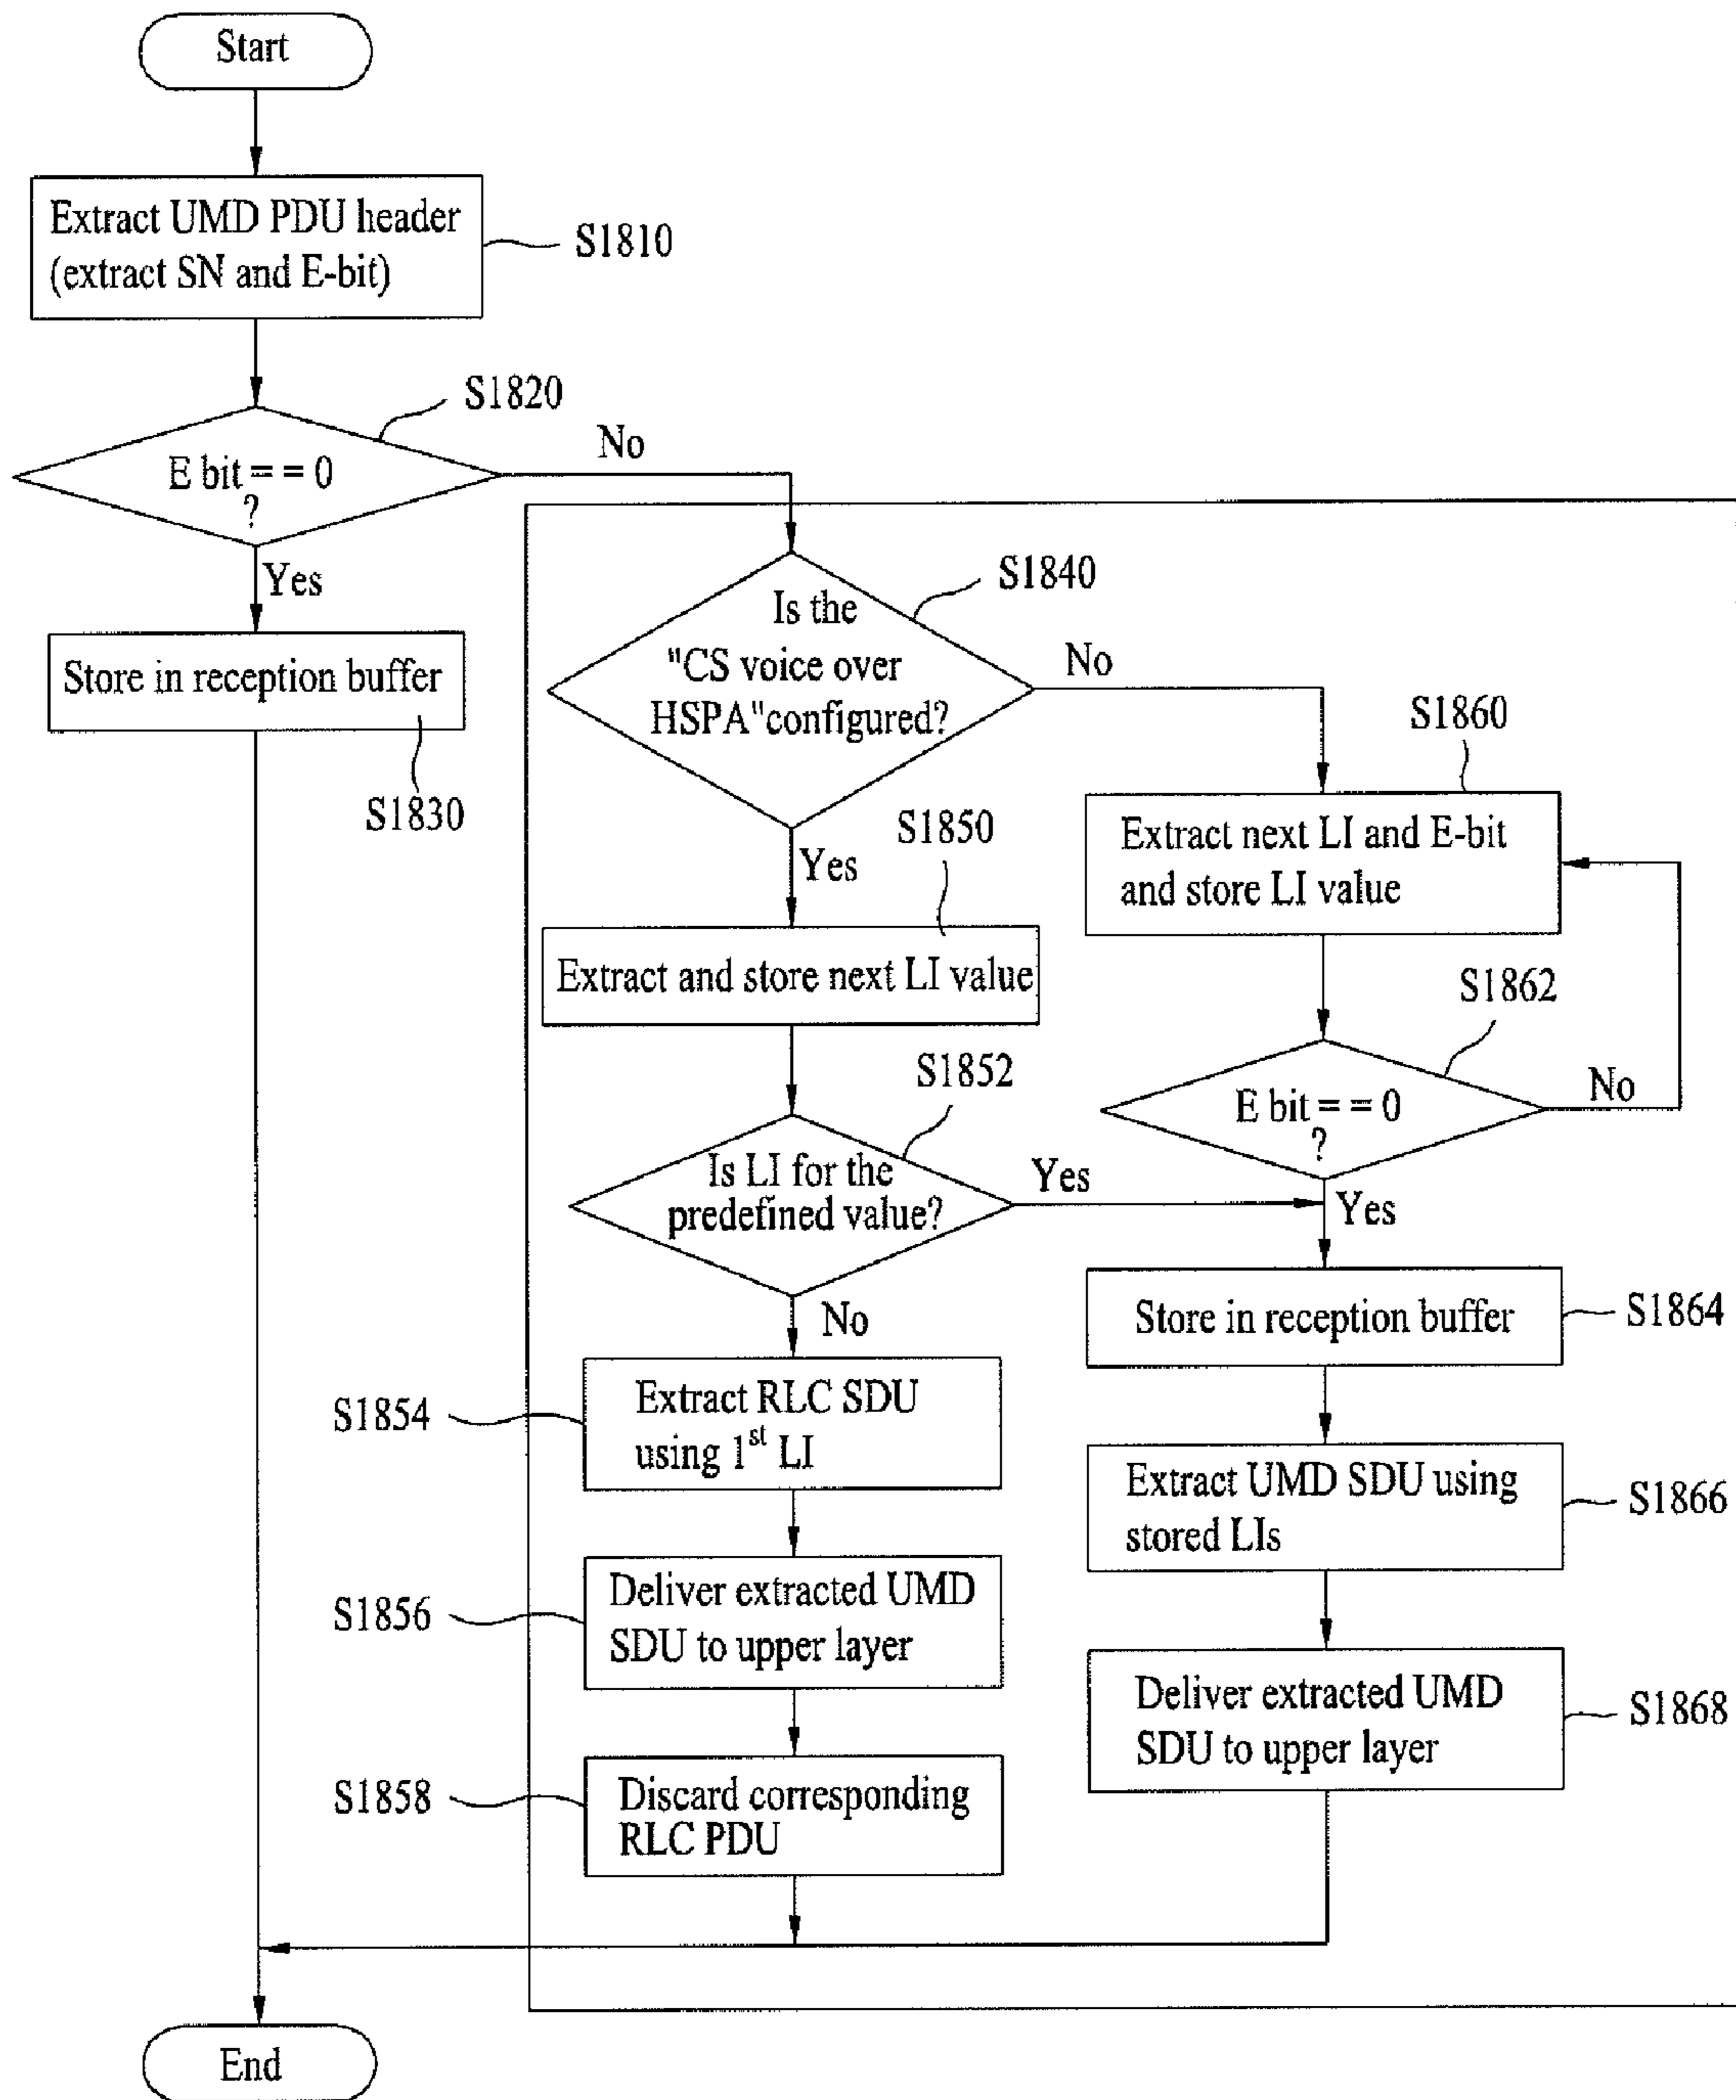 Start
Extract UMD PDU header
(extract SN and E-bit)
S1810
S1820
E bit = = 0
?
No
Yes
Store in reception buffer
S1830
S1840
Is the
"CS voice over
HSPA"configured?
No
Yes
S1850
Extract and store next LI value
S1860
Extract next LI and E-bit
and store LI value
S1862
E bit = = 0
?
No
Yes
S1852
Is LI for the
predefined value?
Yes
No
S1854
Extract RLC SDU
using 1st LI
S1856
Deliver extracted UMD
SDU to upper layer
S1858
Discard corresponding
RLC PDU
Store in reception buffer
S1864
Extract UMD SDU using
stored LIs
S1866
Deliver extracted UMD
SDU to upper layer
S1868
End